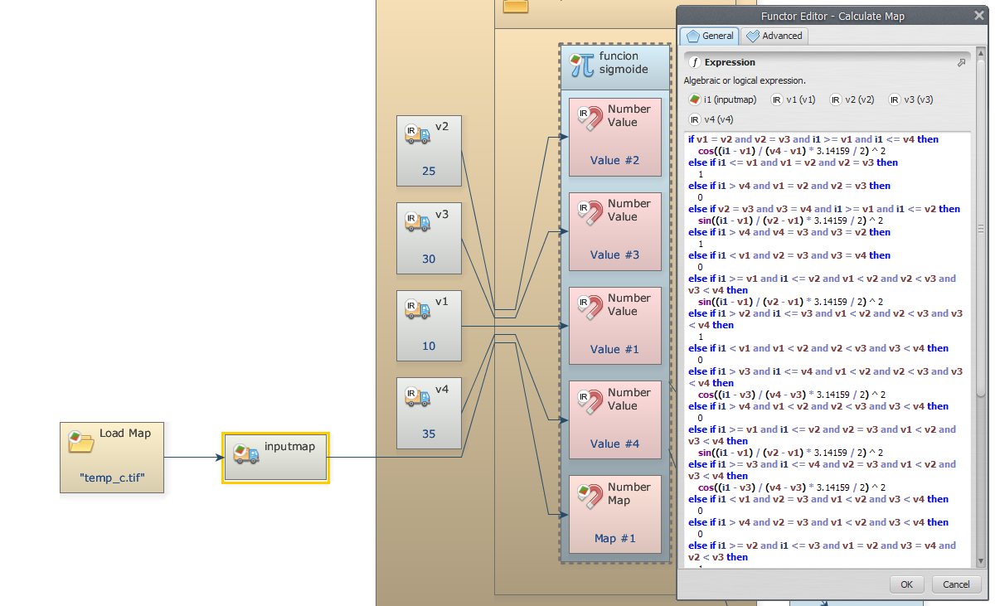 Load Map
"temp_c.tif"
inputmap
IR
v2
25
IR
v3
30
IR
v1
10
IR
v4
35
funcion
sigmoide
IR
Number
Value
Value #2
IR
Number
Value
Value #3
IR
Number
Value
Value #1
IR
Number
Value
Value #4
Number
Map
Map #1
Functor Editor - Calculate Map
General
Advanced
f Expression
Algebraic or logical expression.
i1 (inputmap) IR v1 (v1) IR v2 (v2) IR v3 (v3)
IR v4 (v4)
if v1 = v2 and v2 = v3 and i1 >= v1 and i1 <= v4 then
cos((i1 - v1) / (v4 - v1) * 3.14159 / 2) ^ 2
else if i1 <= v1 and v1 = v2 and v2 = v3 then
1
else if i1 > v4 and v1 = v2 and v2 = v3 then
0
else if v2 = v3 and v3 = v4 and i1 >= v1 and i1 <= v2 then
sin((i1 - v1) / (v2 - v1) * 3.14159 / 2) ^ 2
else if i1 > v4 and v4 = v3 and v3 = v2 then
1
else if i1 < v1 and v2 = v3 and v3 = v4 then
0
else if i1 >= v1 and i1 <= v2 and v1 < v2 and v2 < v3 and
v3 < v4 then
sin((i1 - v1) / (v2 - v1) * 3.14159 / 2) ^ 2
else if i1 > v2 and i1 <= v3 and v1 < v2 and v2 < v3 and v3
< v4 then
1
else if i1 < v1 and v1 < v2 and v2 < v3 and v3 < v4 then
0
else if i1 > v3 and i1 <= v4 and v1 < v2 and v2 < v3 and v3
< v4 then
cos((i1 - v3) / (v4 - v3) * 3.14159 / 2) ^ 2
else if i1 > v4 and v1 < v2 and v2 < v3 and v3 < v4 then
0
else if i1 >= v1 and i1 <= v2 and v2 = v3 and v1 < v2 and
v3 < v4 then
sin((i1 - v1) / (v2 - v1) * 3.14159 / 2) ^ 2
else if i1 >= v3 and i1 <= v4 and v2 = v3 and v1 < v2 and
v3 < v4 then
cos((i1 - v3) / (v4 - v3) * 3.14159 / 2) ^ 2
else if i1 < v1 and v2 = v3 and v1 < v2 and v3 < v4 then
0
else if i1 > v4 and v2 = v3 and v1 < v2 and v3 < v4 then
0
else if i1 >= v2 and i1 <= v3 and v1 = v2 and v3 = v4 and
v2 < v3 then
OK
Cancel